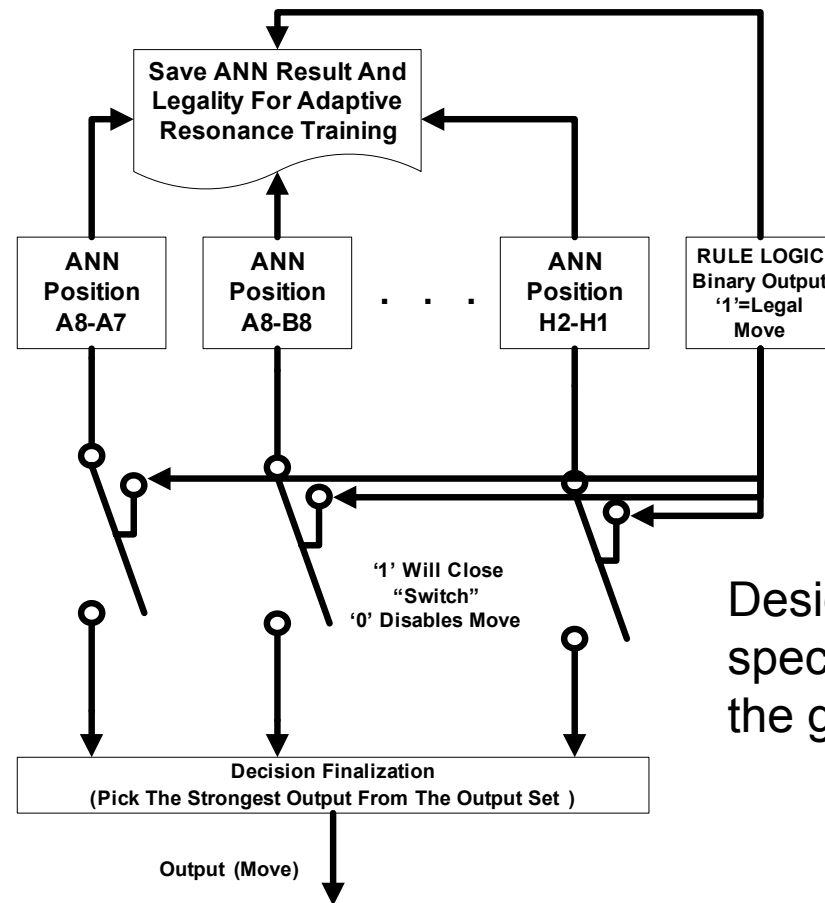 Save ANN Result And
Legality For Adaptive
Resonance Training
ANN
Position
A8-A7
ANN
Position
A8-B8
. . .
ANN
Position
H2-H1
RULE LOGIC
Binary Output
‘1’=Legal
Move
‘1’ Will Close
“Switch”
‘0’ Disables Move
Decision Finalization
(Pick The Strongest Output From The Output Set )
Output (Move)
the